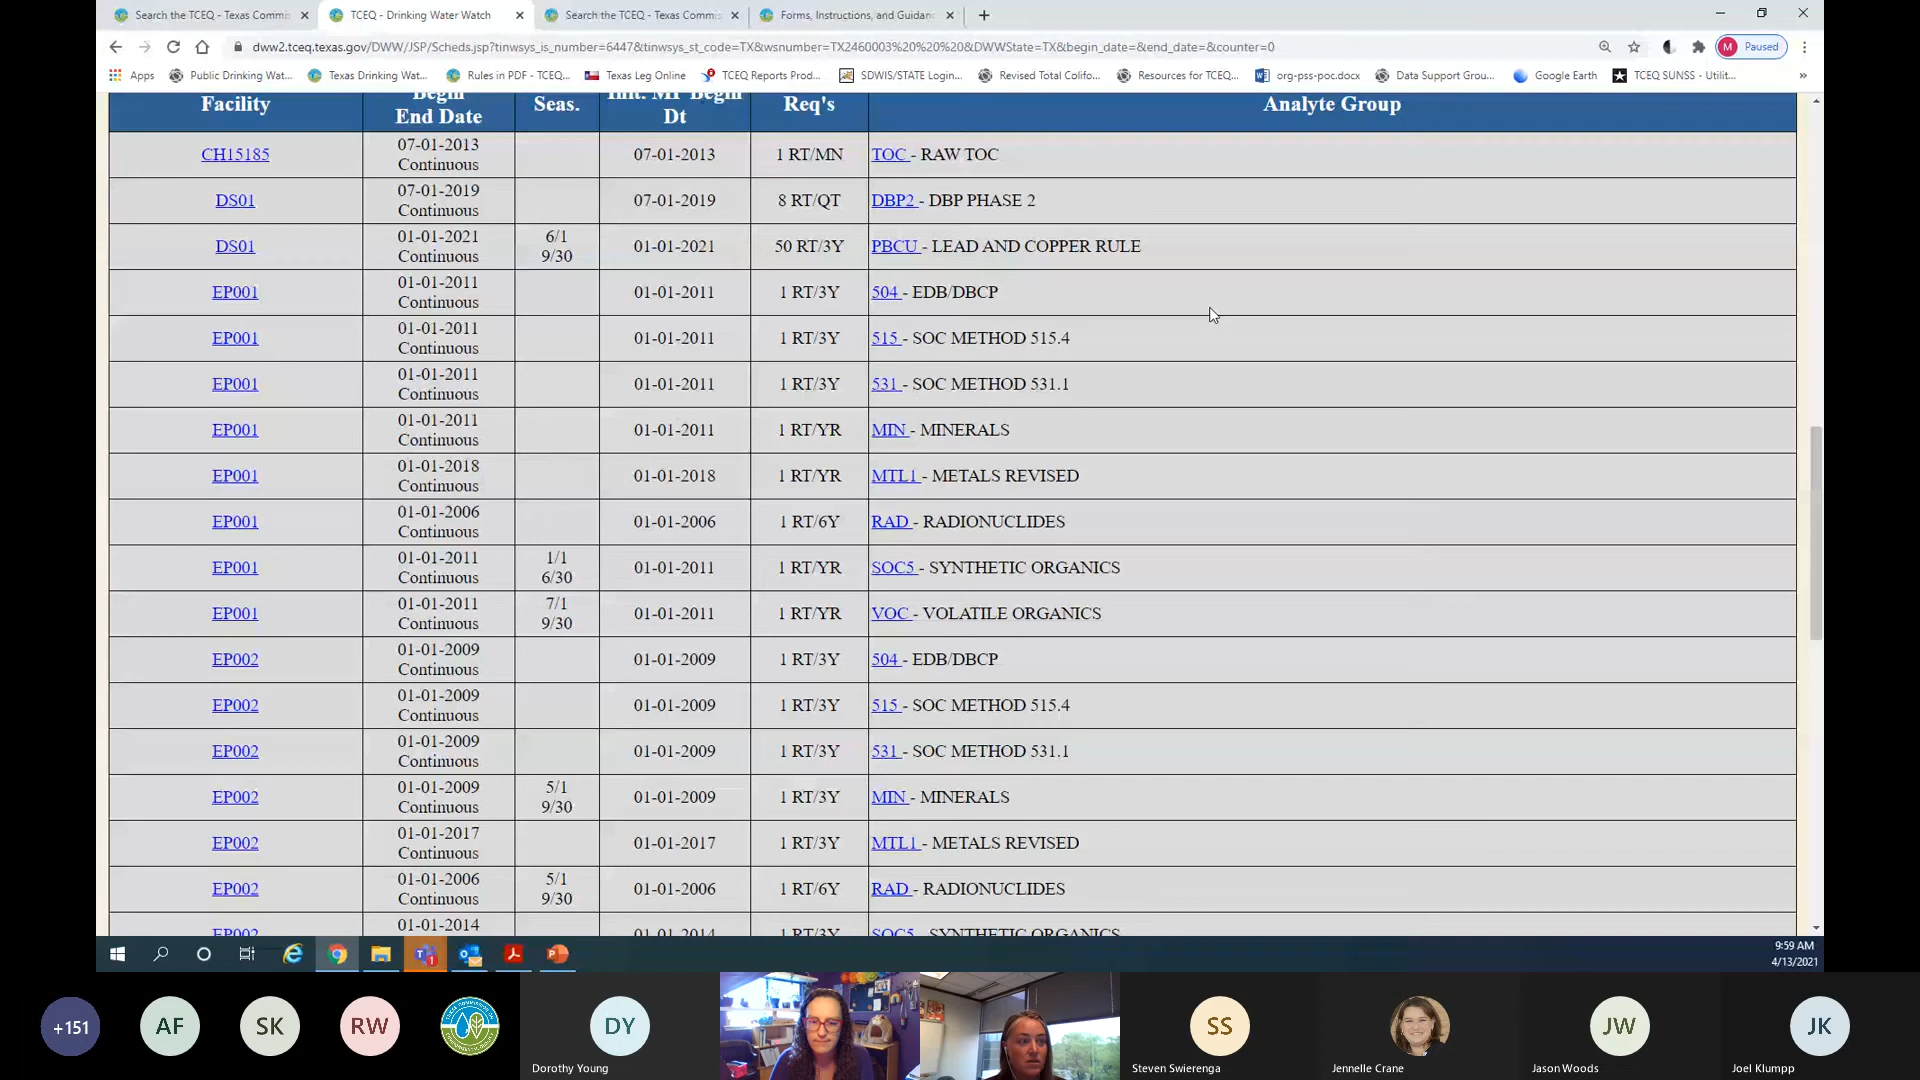 Search the TCEQ - Texas Commis
TCEQ - Drinking Water Watch
Search the TCEQ - Texas Commis
Forms, Instructions, and Guidanc
dww2.tceq.texas.gov/DWW/JSP/Scheds.jsp?tinwsys_is_number=6447&tinwsys_st_code=TX&wsnumber=TX2460003%20%20%20&DWWState=TX&begin_date=&end_date=&counter=0
M Paused
Apps Public Drinking Wat... Texas Drinking Wat... Rules in PDF - TCEQ... Texas Leg Online TCEQ Reports Prod... SDWIS/STATE Login... Revised Total Colifo... Resources for TCEQ... org-pss-poc.docx Data Support Grou... Google Earth TCEQ SUNSS - Utilit... »
Facility Begin End Date Seas. Init. MP Begin Dt Req's Analyte Group
CH15185 07-01-2013 Continuous 07-01-2013 1 RT/MN TOC - RAW TOC
DS01 07-01-2019 Continuous 07-01-2019 8 RT/QT DBP2 - DBP PHASE 2
DS01 01-01-2021 Continuous 6/1 9/30 01-01-2021 50 RT/3Y PBCU - LEAD AND COPPER RULE
EP001 01-01-2011 Continuous 01-01-2011 1 RT/3Y 504 - EDB/DBCP
EP001 01-01-2011 Continuous 01-01-2011 1 RT/3Y 515 - SOC METHOD 515.4
EP001 01-01-2011 Continuous 01-01-2011 1 RT/3Y 531 - SOC METHOD 531.1
EP001 01-01-2011 Continuous 01-01-2011 1 RT/YR MIN - MINERALS
EP001 01-01-2018 Continuous 01-01-2018 1 RT/YR MTL1 - METALS REVISED
EP001 01-01-2006 Continuous 01-01-2006 1 RT/6Y RAD - RADIONUCLIDES
EP001 01-01-2011 Continuous 1/1 6/30 01-01-2011 1 RT/YR SOC5 - SYNTHETIC ORGANICS
EP001 01-01-2011 Continuous 7/1 9/30 01-01-2011 1 RT/YR VOC - VOLATILE ORGANICS
EP002 01-01-2009 Continuous 01-01-2009 1 RT/3Y 504 - EDB/DBCP
EP002 01-01-2009 Continuous 01-01-2009 1 RT/3Y 515 - SOC METHOD 515.4
EP002 01-01-2009 Continuous 01-01-2009 1 RT/3Y 531 - SOC METHOD 531.1
EP002 01-01-2009 Continuous 5/1 9/30 01-01-2009 1 RT/3Y MIN - MINERALS
EP002 01-01-2017 Continuous 01-01-2017 1 RT/3Y MTL1 - METALS REVISED
EP002 01-01-2006 Continuous 5/1 9/30 01-01-2006 1 RT/6Y RAD - RADIONUCLIDES
EP002 01-01-2014 01-01-2014 1 RT/3Y SOC5 - SYNTHETIC ORGANICS
9:59 AM
4/13/2021
+151 AF SK RW DY SS JW JK
Dorothy Young Steven Swierenga Jennelle Crane Jason Woods Joel Klumpp